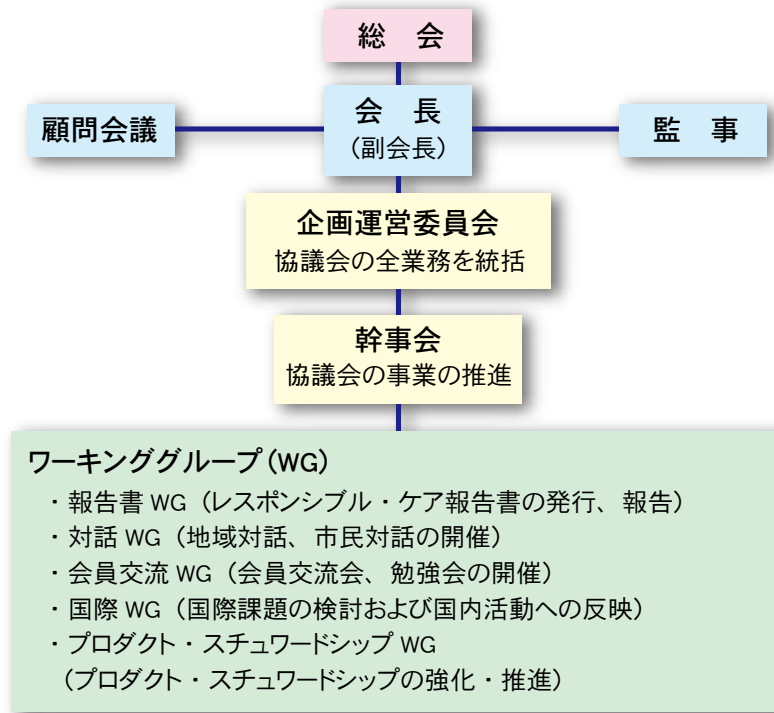 総　会
顧問会議
会　長
（副会長）
監　事
企画運営委員会
協議会の全業務を統括
幹事会
協議会の事業の推進
ワーキンググループ（WG）
・報告書 WG（レスポンシブル・ケア報告書の発行、報告）
・対話 WG（地域対話、市民対話の開催）
・会員交流 WG（会員交流会、勉強会の開催）
・国際 WG（国際課題の検討および国内活動への反映）
・プロダクト・スチュワードシップ WG
（プロダクト・スチュワードシップの強化・推進）